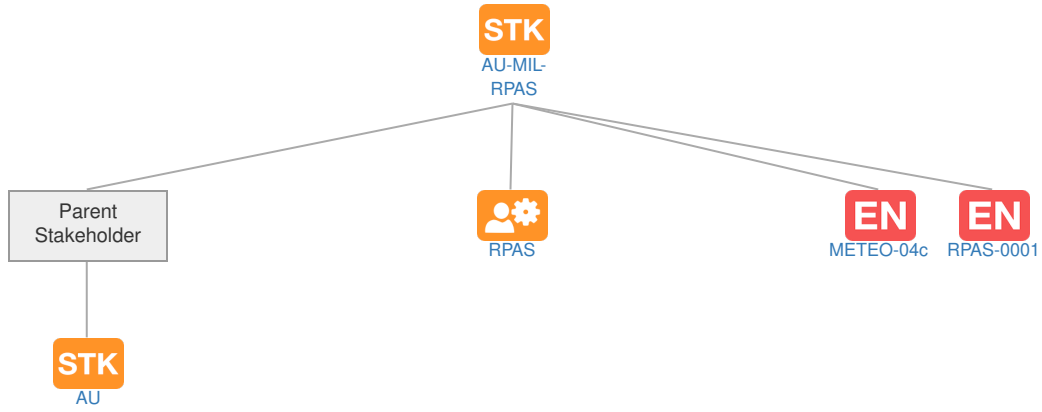 STK
AU-MIL-
RPAS
Parent
Stakeholder
RPAS
EN
METEO-04c
EN
RPAS-0001
STK
AU